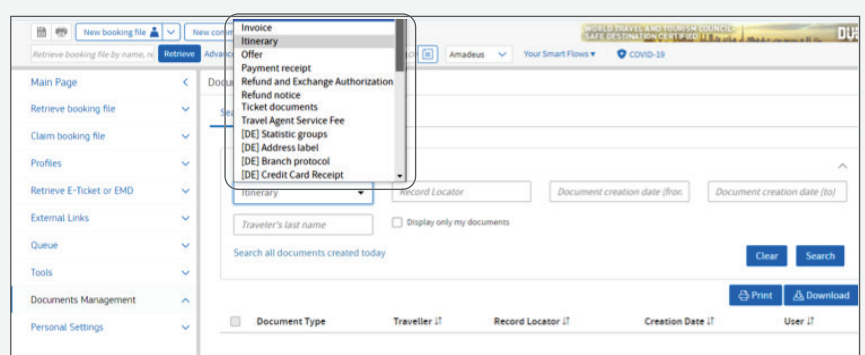 New booking file
New comm
WORLD TRAVEL AND TOURISM COUNCIL
SAFE DESTINATION CERTIFIED
DU
Retrieve booking file by name, re
Retrieve
Advance
Amadeus
Your Smart Flows
COVID-19
Invoice
Itinerary
Offer
Payment receipt
Refund and Exchange Authorization
Refund notice
Ticket documents
Travel Agent Service Fee
[DE] Statistic groups
[DE] Address label
[DE] Branch protocol
[DE] Credit Card Receipt
Main Page
Docu
Retrieve booking file
Sea
Claim booking file
Profiles
Retrieve E-Ticket or EMD
External Links
Queue
Tools
Documents Management
Personal Settings
Itinerary
Record Locator
Document creation date (fron
Document creation date (to)
Traveler's last name
Display only my documents
Search all documents created today
Clear
Search
Print
Download
Document Type
Traveller
Record Locator
Creation Date
User